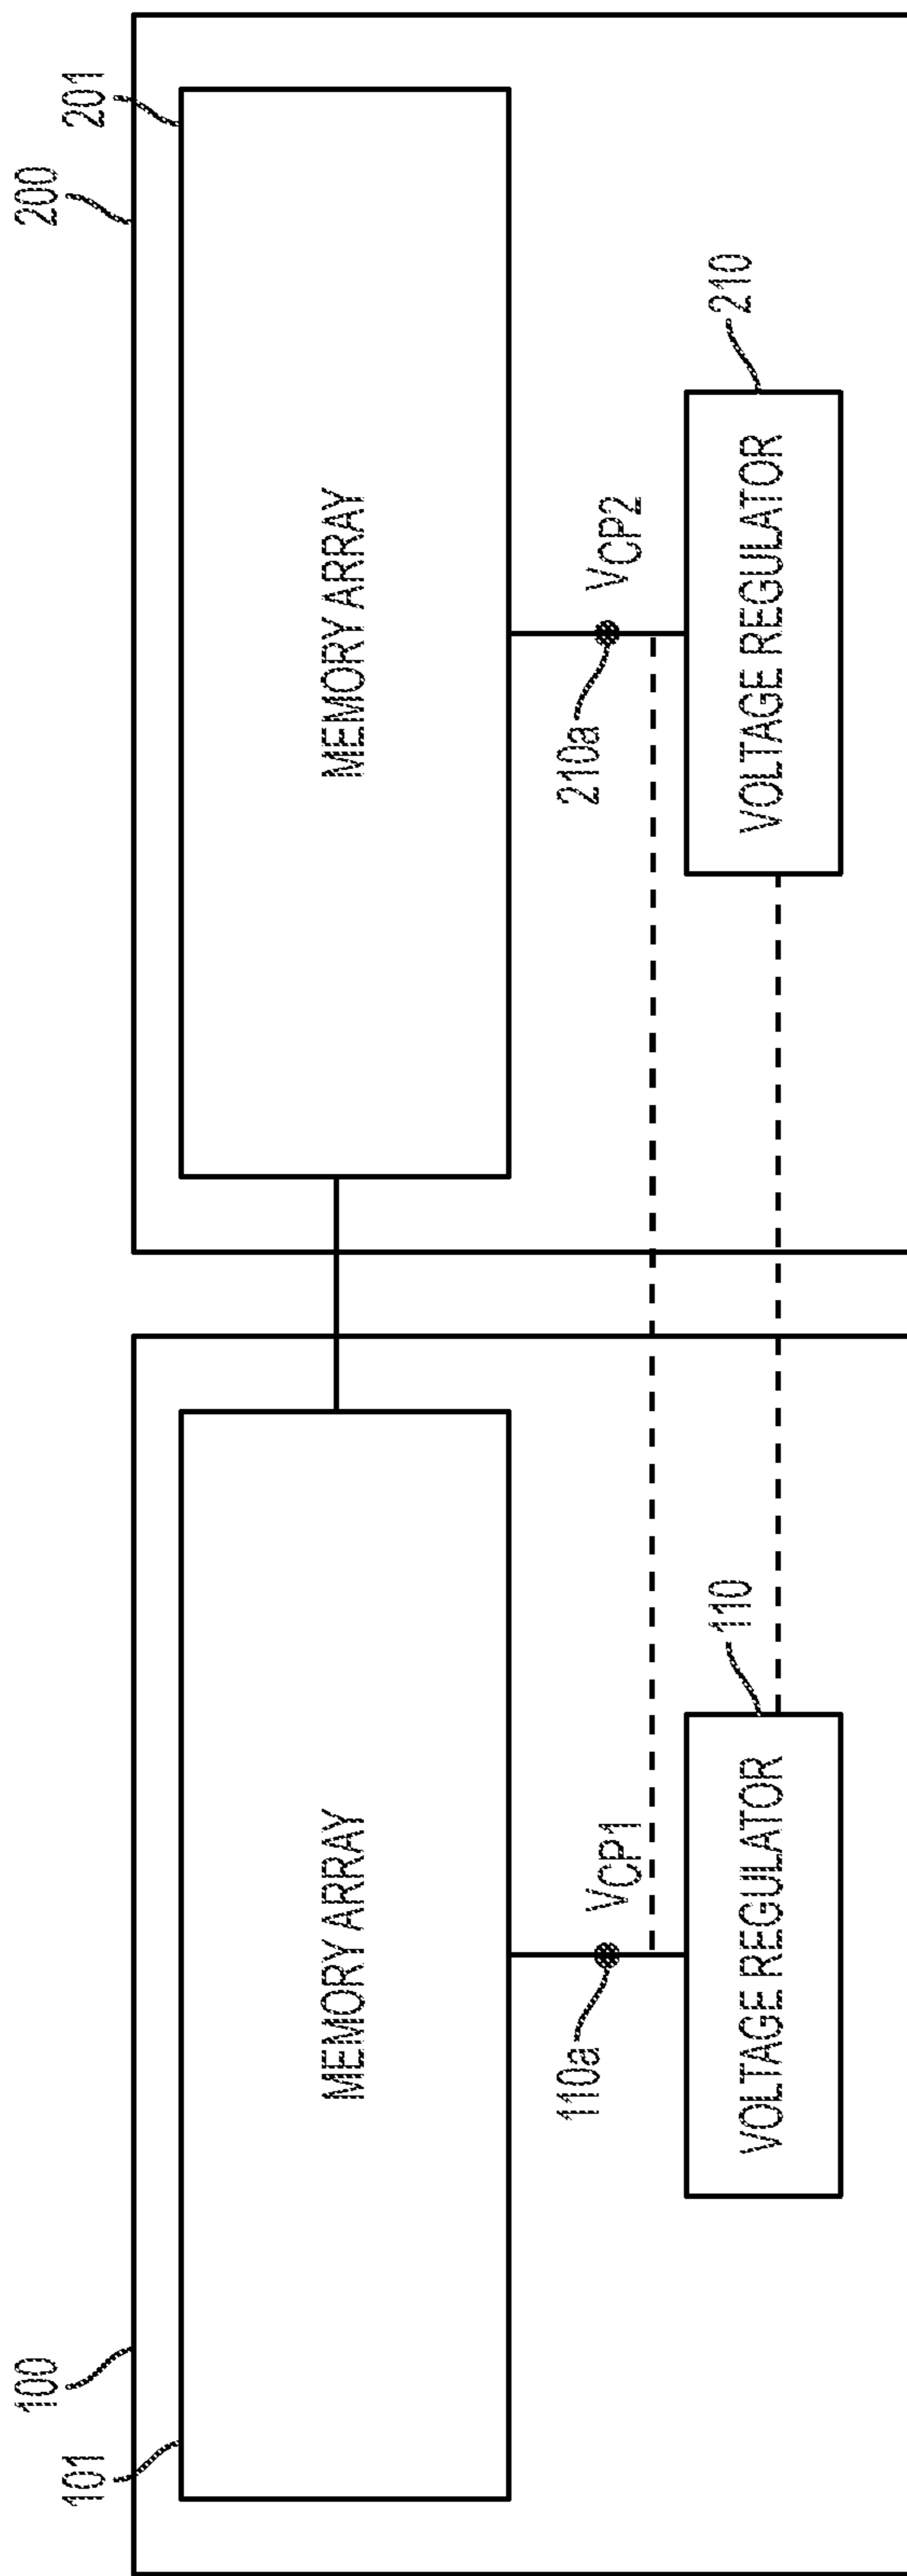 100
101
MEMORY ARRAY
110a
VCP1
VOLTAGE REGULATOR
110
200
201
MEMORY ARRAY
210a
VCP2
VOLTAGE REGULATOR
210